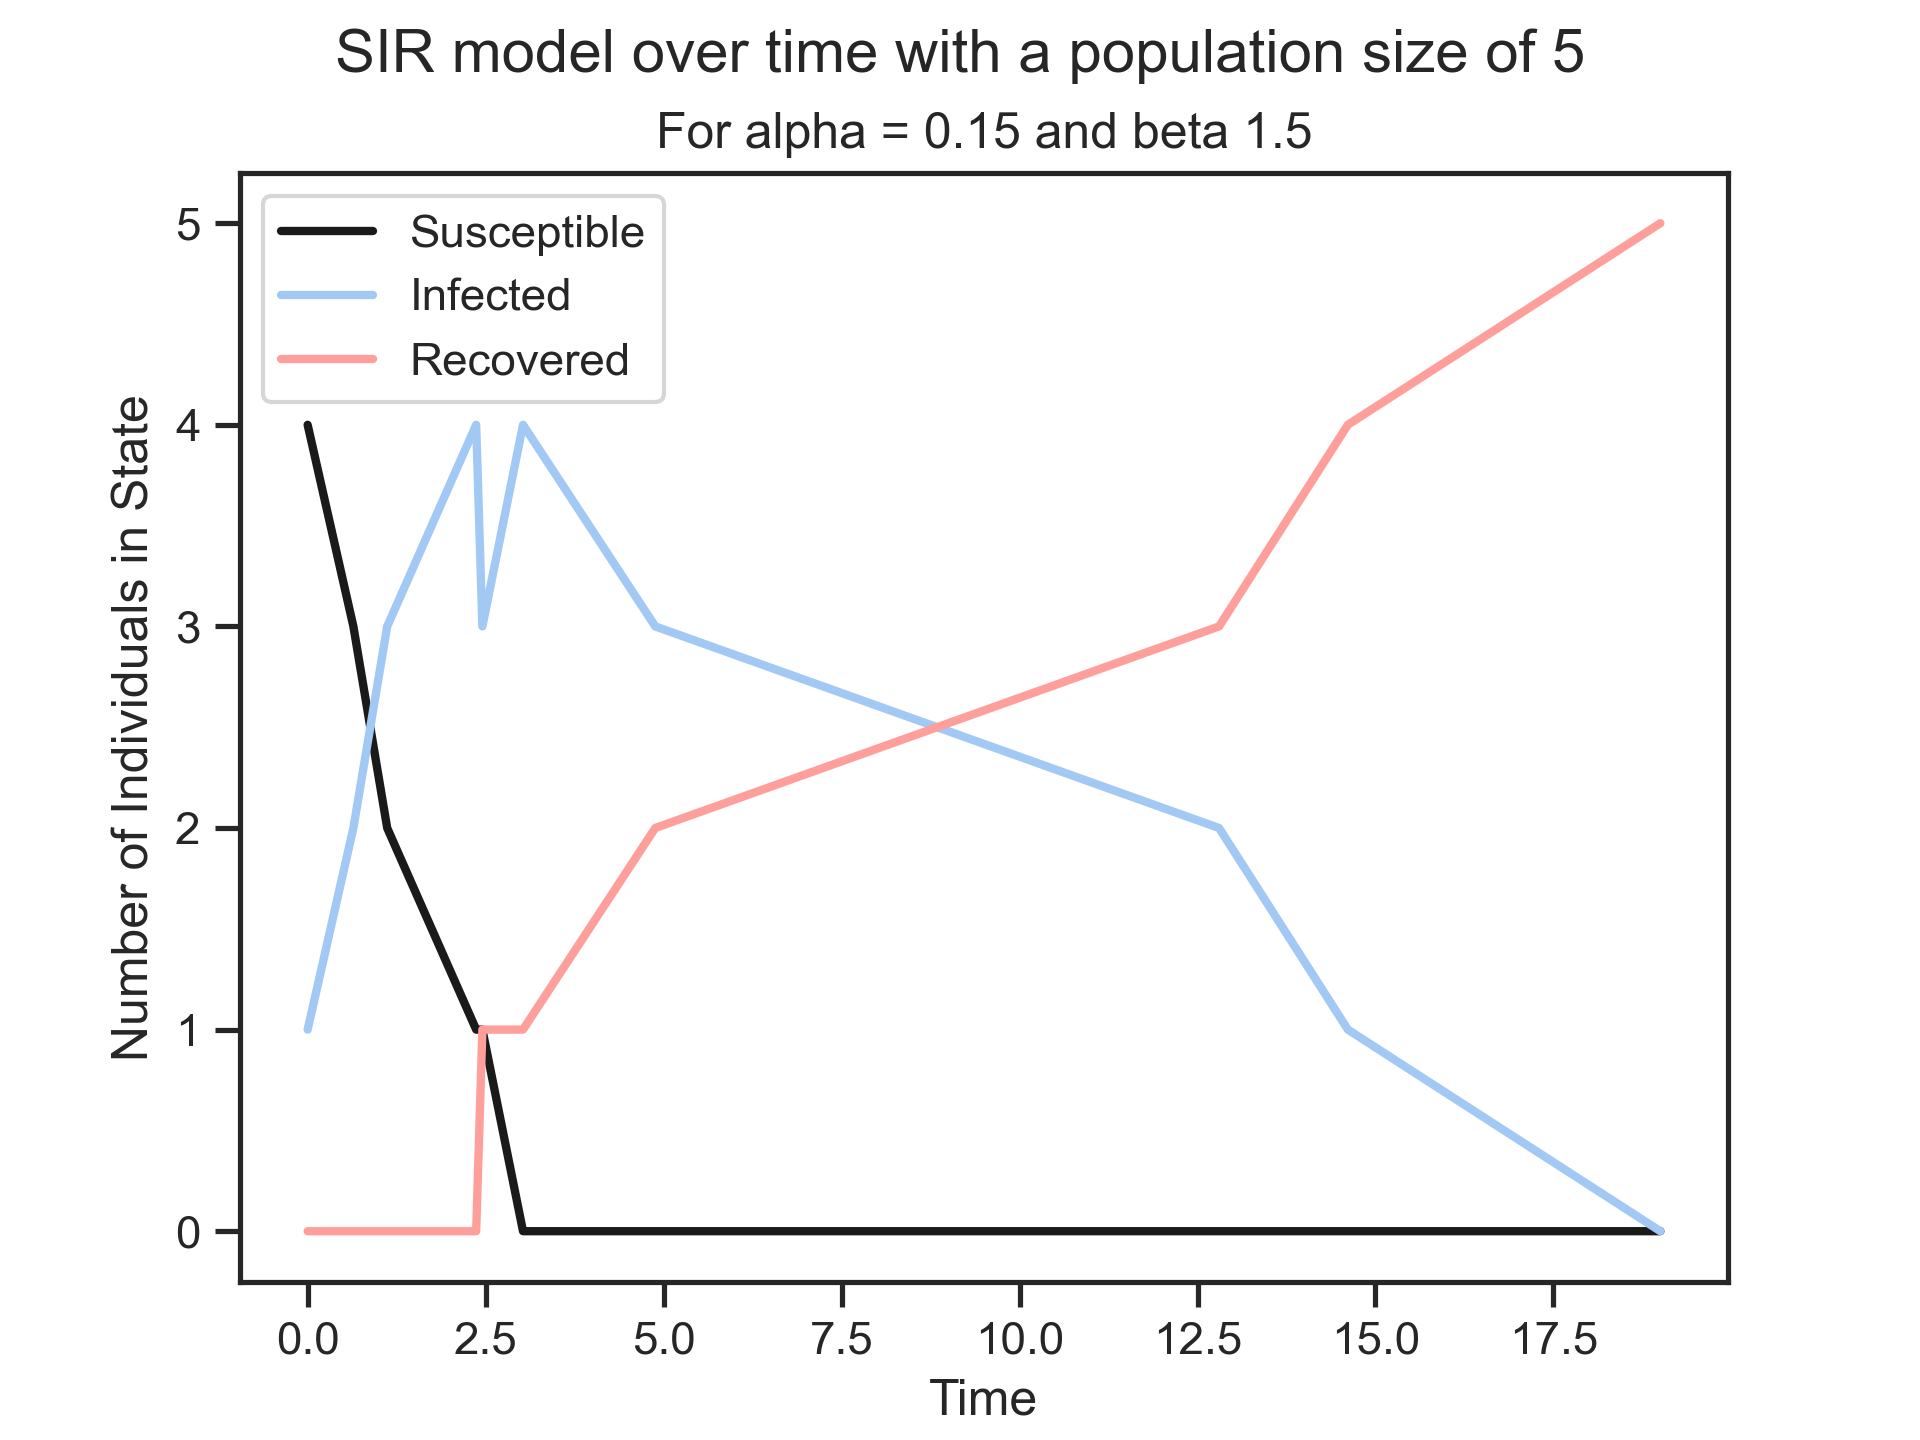 SIR model over time with a population size of 5
For alpha = 0.15 and beta 1.5
Susceptible
Infected
Recovered
Number of Individuals in State
5
4
3
2
1
0
0.0 2.5 5.0 7.5 10.0 12.5 15.0 17.5
Time